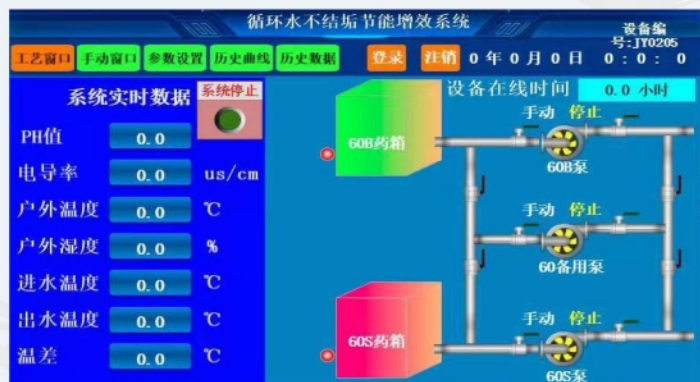 循环水不结垢节能增效系统
设备编
号:JY0205
工艺窗口 手动窗口 参数设置 历史曲线 历史数据 登录 注销 0 年 0 月 0 日 0 : 0 : 0
系统实时数据 系统停止
设备在线时间 0.0 小时
PH值 0.0
电导率 0.0 us/cm
户外温度 0.0 ℃
户外湿度 0.0 %
进水温度 0.0 ℃
出水温度 0.0 ℃
温差 0.0 ℃
60B药箱
手动 停止
60B泵
手动 停止
60备用泵
60S药箱
手动 停止
60S泵